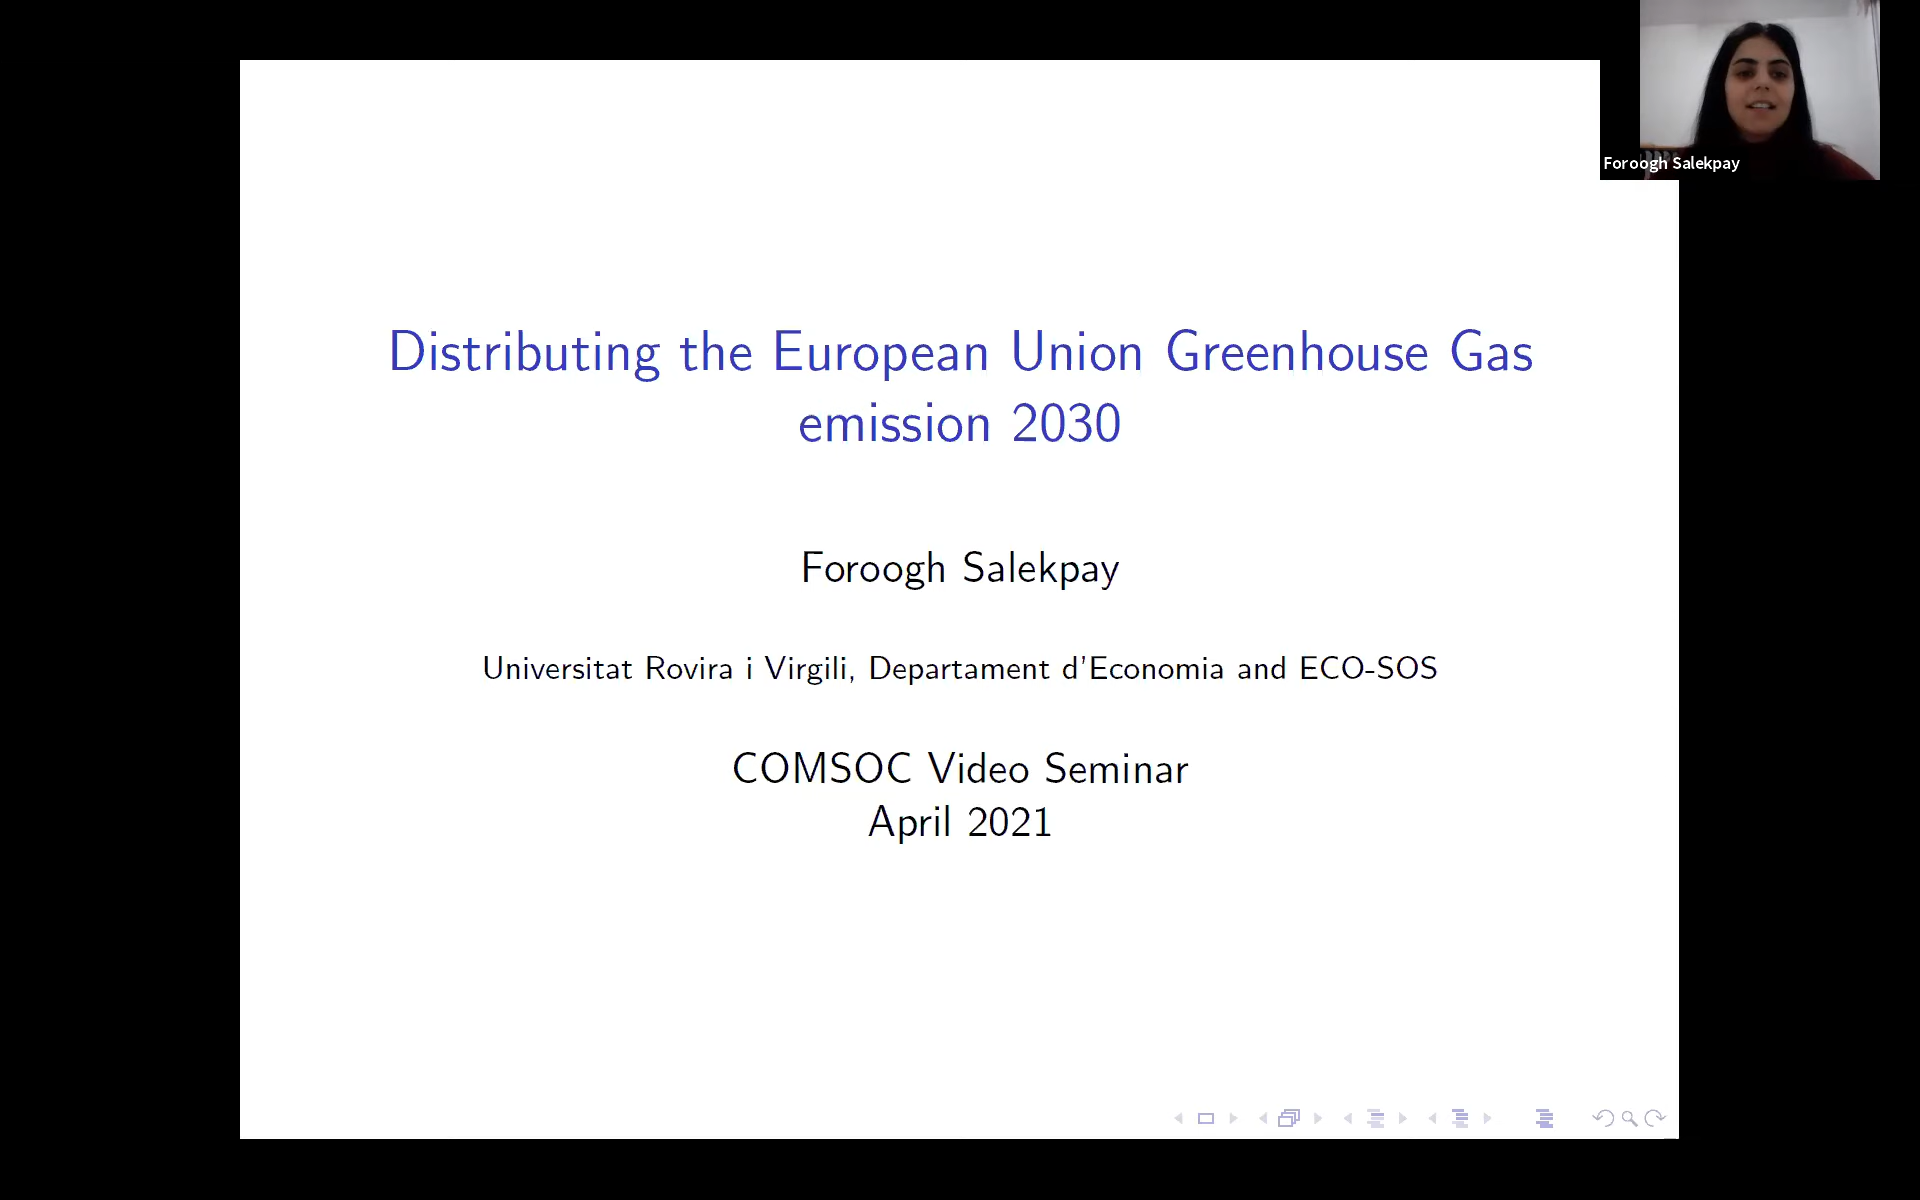 Foroogh Salekpay
Distributing the European Union Greenhouse Gas
emission 2030
Foroogh Salekpay
Universitat Rovira i Virgili, Departament d'Economia and ECO-SOS
COMSOC Video Seminar
April 2021